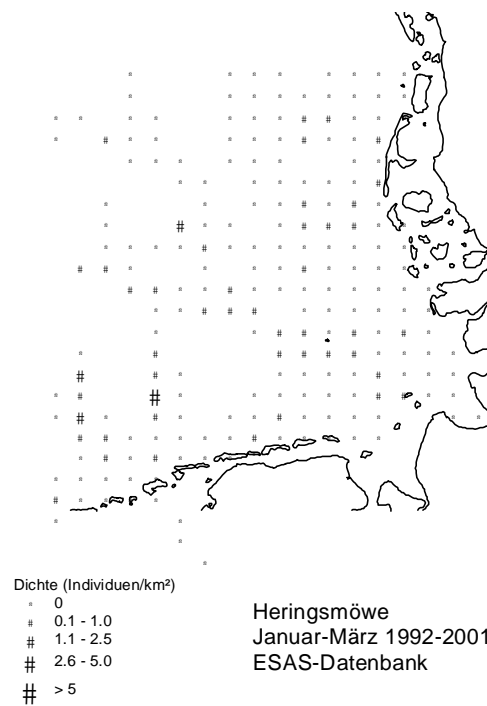 Dichte (Individuen/km²)
0
0.1 - 1.0
1.1 - 2.5
2.6 - 5.0
> 5
Heringsmöwe
Januar-März 1992-2001
ESAS-Datenbank